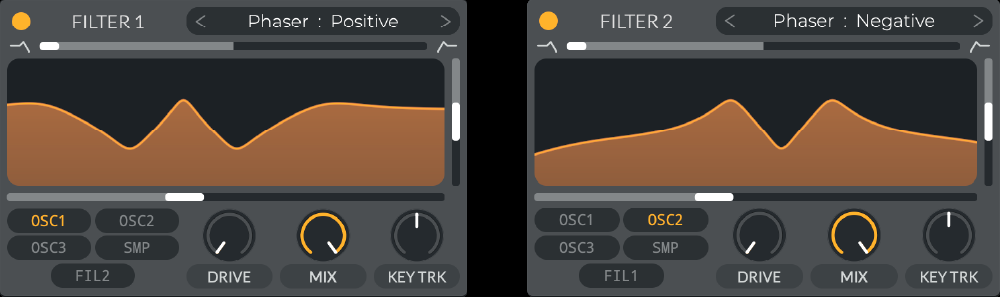 FILTER 1
Phaser : Positive
OSC1 OSC2
OSC3 SMP
FIL2
DRIVE MIX KEY TRK
FILTER 2
Phaser : Negative
OSC1 OSC2
OSC3 SMP
FIL1
DRIVE MIX KEY TRK